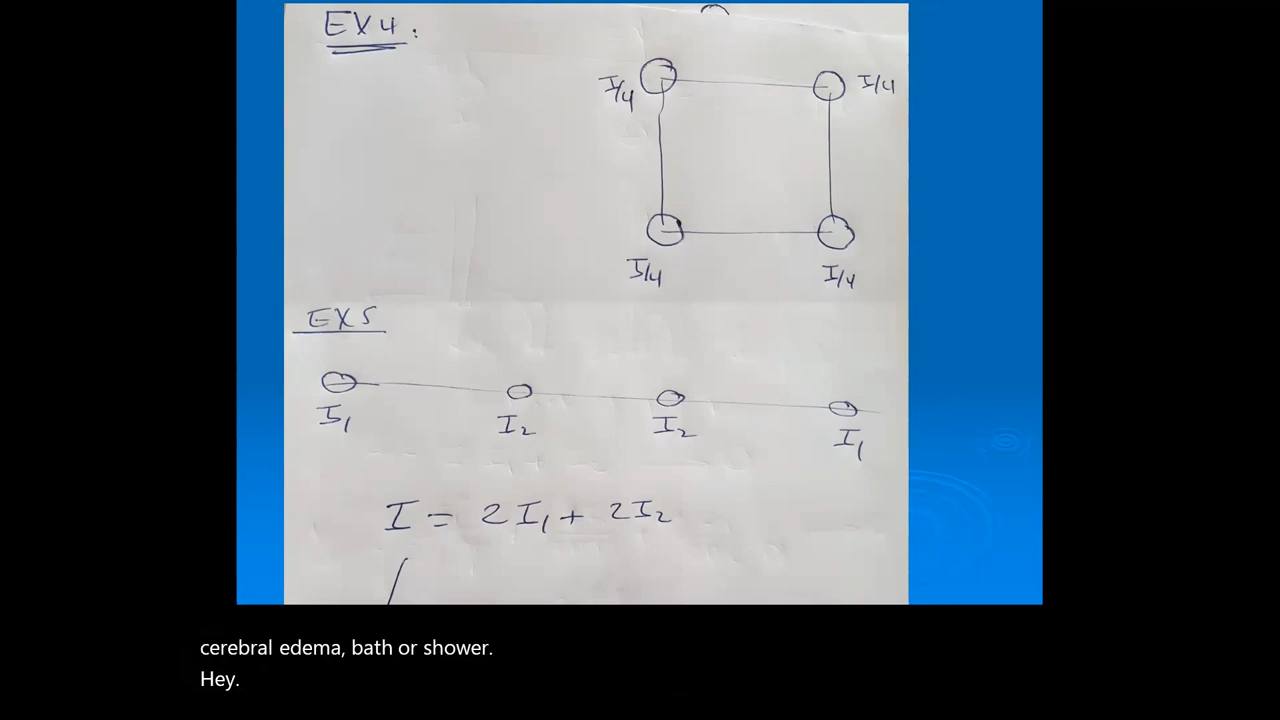 EX4.
I/4 I/4
I/4 I/4
EX5
I₁ I₂ I₂ I₁
I = 2I₁ + 2I₂
cerebral edema, bath or shower.
Hey.